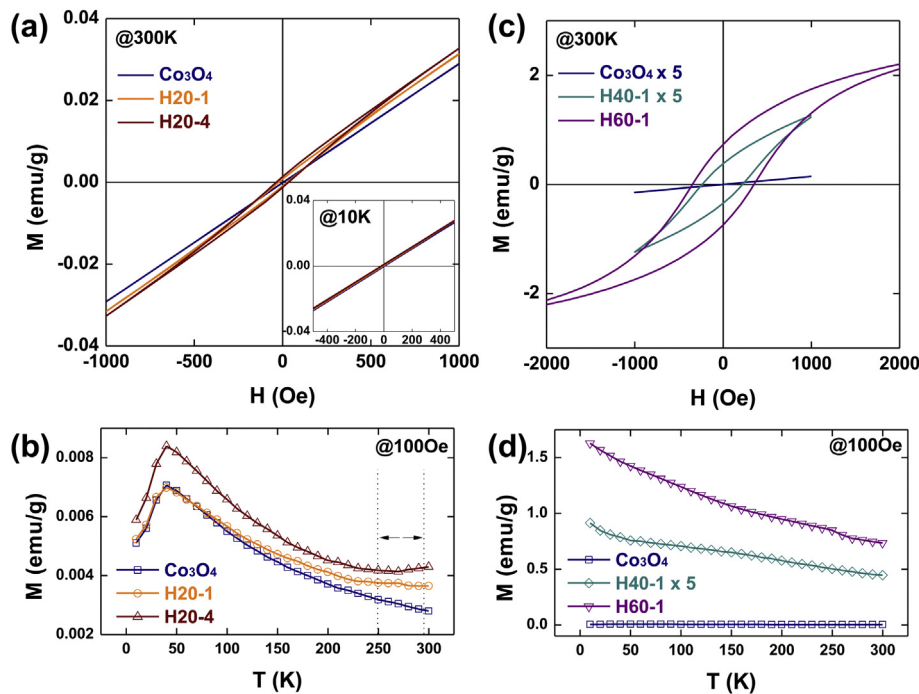 (a)
@300K
Co₃O₄
H20-1
H20-4
0.04
0.02
0.00
-0.02
-0.04
M (emu/g)
-1000 -500 0 500 1000
H (Oe)
@10K
0.04
0.00
-0.04
-400 -200 0 200 400
(c)
@300K
Co₃O₄ x 5
H40-1 x 5
H60-1
2
0
-2
M (emu/g)
-2000 -1000 0 1000 2000
H (Oe)
(b)
@100Oe
0.008
0.006
0.004
0.002
M (emu/g)
Co₃O₄
H20-1
H20-4
0 50 100 150 200 250 300
T (K)
(d)
@100Oe
1.5
1.0
0.5
0.0
M (emu/g)
Co₃O₄
H40-1 x 5
H60-1
0 50 100 150 200 250 300
T (K)